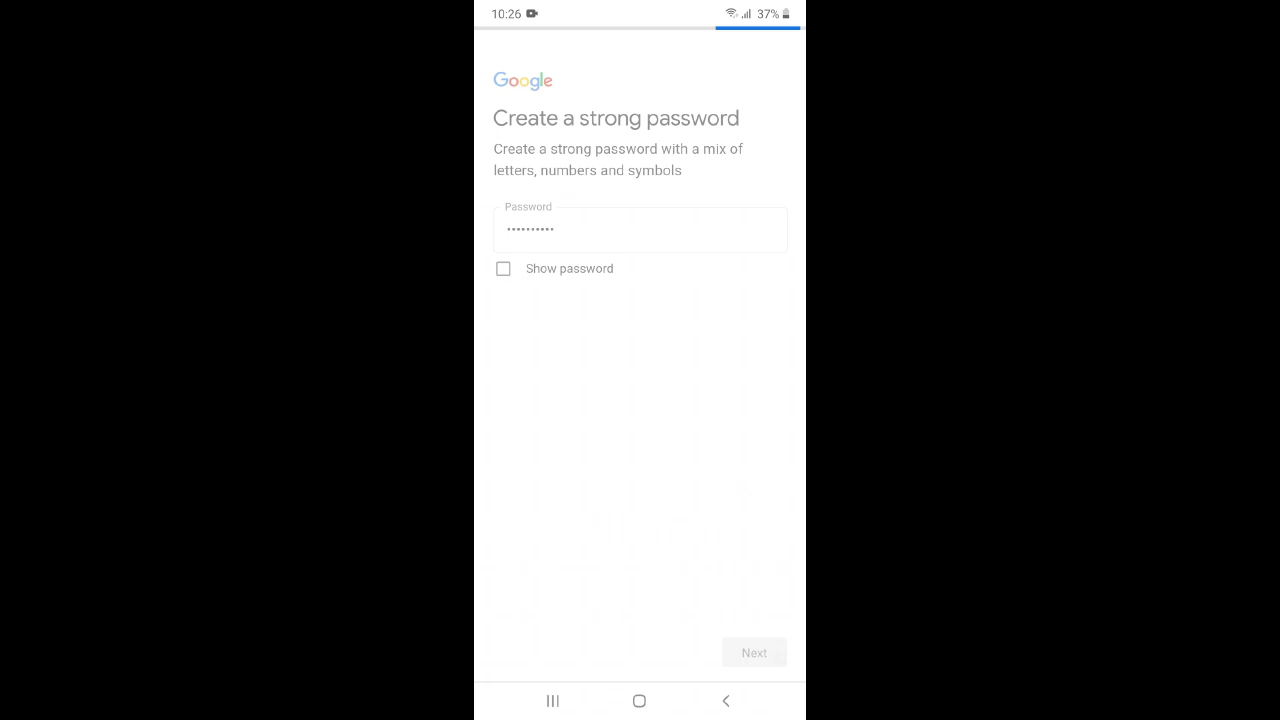 10:26 37%
Google
Create a strong password
Create a strong password with a mix of
letters, numbers and symbols
Password
••••••••••
Show password
Next